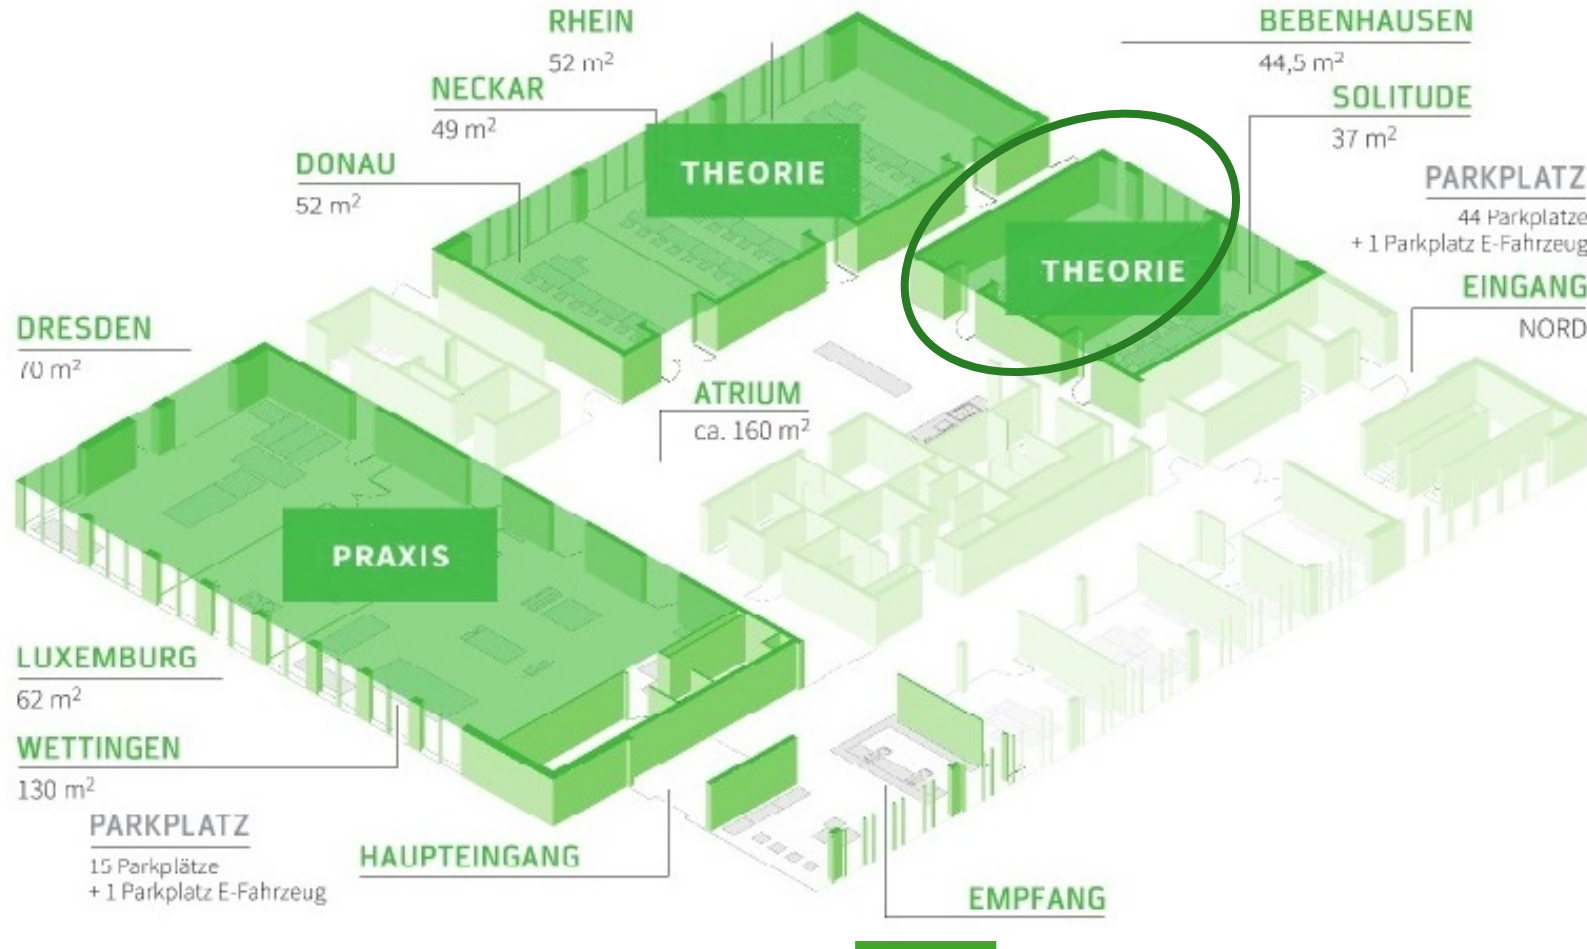 RHEIN
52 m²
NECKAR
49 m²
DONAU
52 m²
BEBENHAUSEN
44,5 m²
SOLITUDE
37 m²
PARKPLATZ
44 Parkplätze
+ 1 Parkplatz E-Fahrzeug
EINGANG
NORD
THEORIE
THEORIE
DRESDEN
70 m²
ATRIUM
ca. 160 m²
PRAXIS
LUXEMBURG
62 m²
WETTINGEN
130 m²
PARKPLATZ
15 Parkplätze
+ 1 Parkplatz E-Fahrzeug
HAUPTEINGANG
EMPFANG